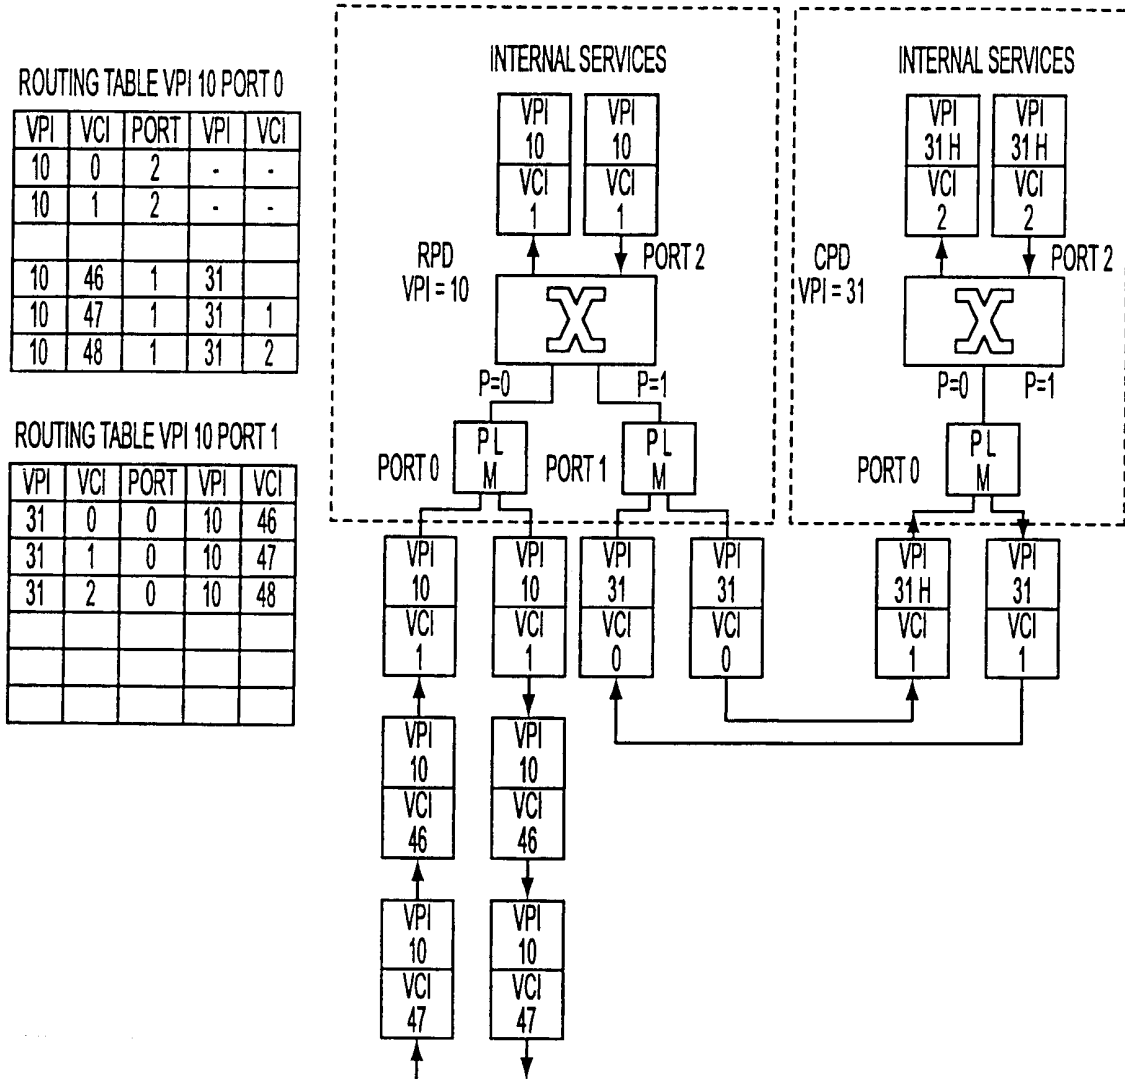 ROUTING TABLE VPI 10 PORT 0
VPI VCI PORT VPI VCI
10 0 2 - -
10 1 2 - -
10 46 1 31
10 47 1 31 1
10 48 1 31 2
ROUTING TABLE VPI 10 PORT 1
VPI VCI PORT VPI VCI
31 0 0 10 46
31 1 0 10 47
31 2 0 10 48
INTERNAL SERVICES
VPI
10
VCI
1
VPI
10
VCI
1
RPD
VPI = 10
PORT 2
X
P=0
P=1
PORT 0
PL
M
PORT 1
PL
M
INTERNAL SERVICES
VPI
31 H
VCI
2
VPI
31 H
VCI
2
CPD
VPI = 31
PORT 2
X
P=0
P=1
PORT 0
PL
M
VPI
10
VCI
1
VPI
10
VCI
1
VPI
31
VCI
0
VPI
31
VCI
0
VPI
31 H
VCI
1
VPI
31
VCI
1
VPI
10
VCI
46
VPI
10
VCI
46
VPI
10
VCI
47
VPI
10
VCI
47